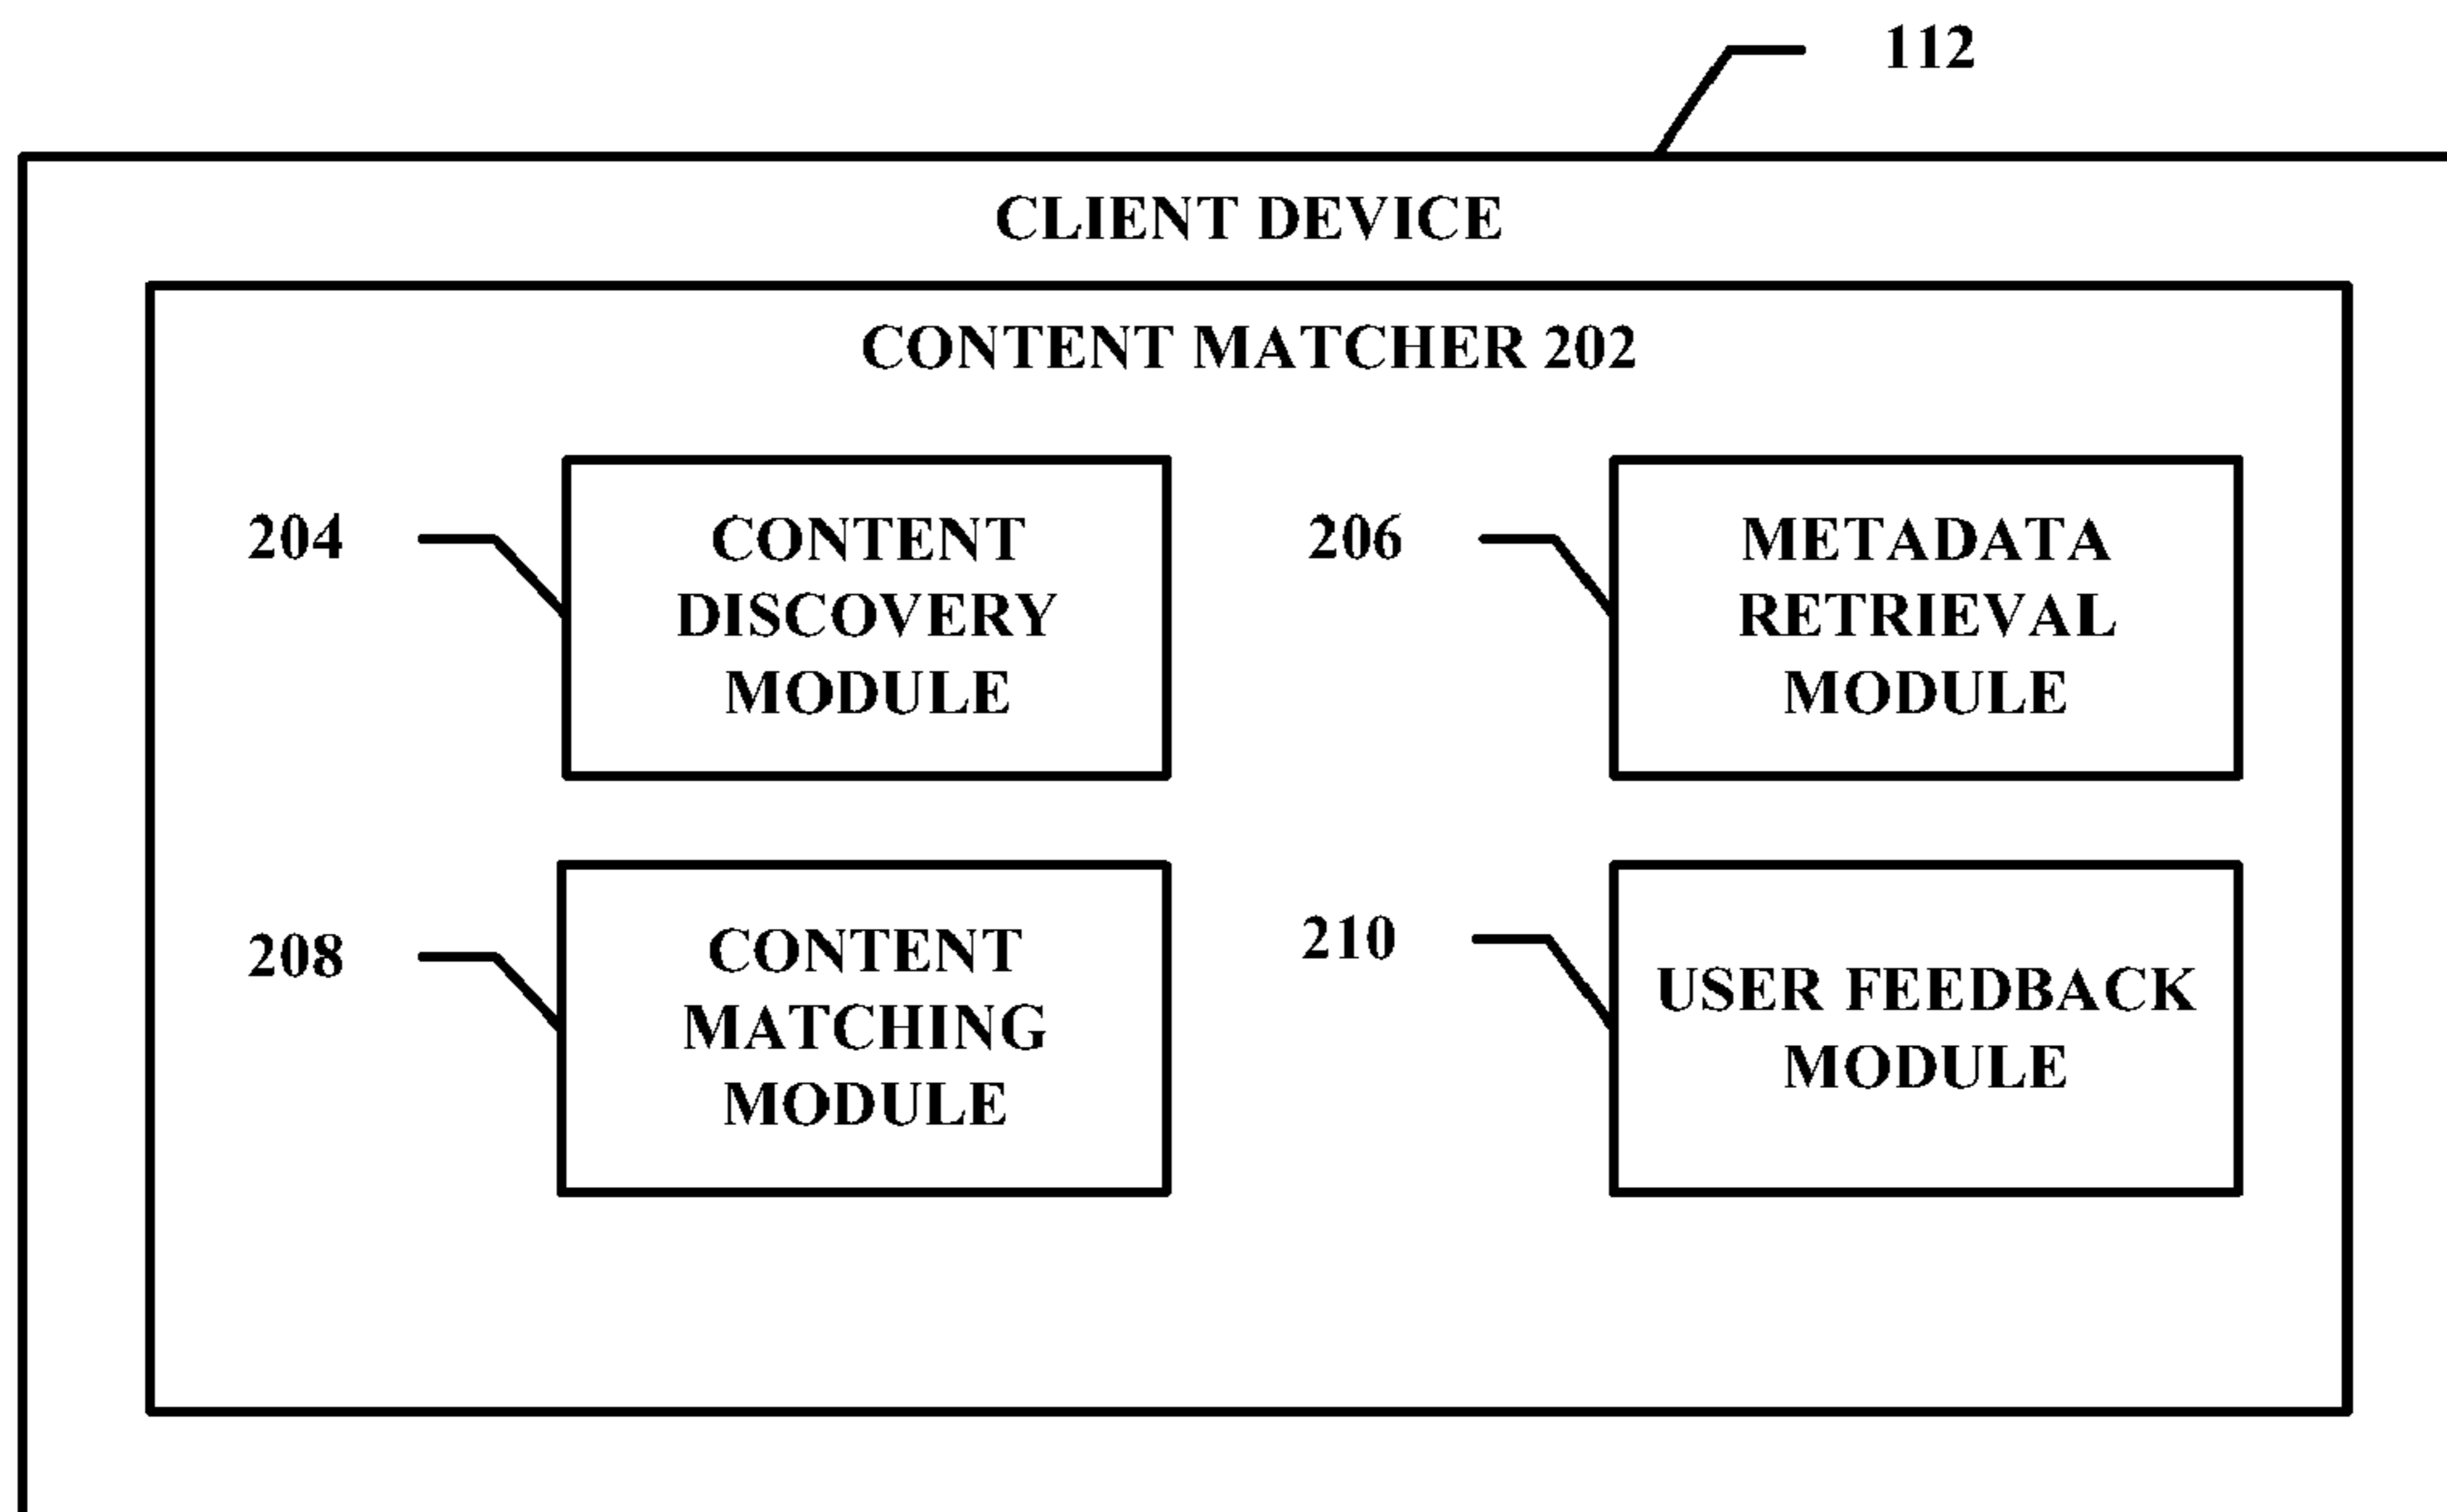 112
CLIENT DEVICE
CONTENT MATCHER 202
204
CONTENT
DISCOVERY
MODULE
206
METADATA
RETRIEVAL
MODULE
208
CONTENT
MATCHING
MODULE
210
USER FEEDBACK
MODULE